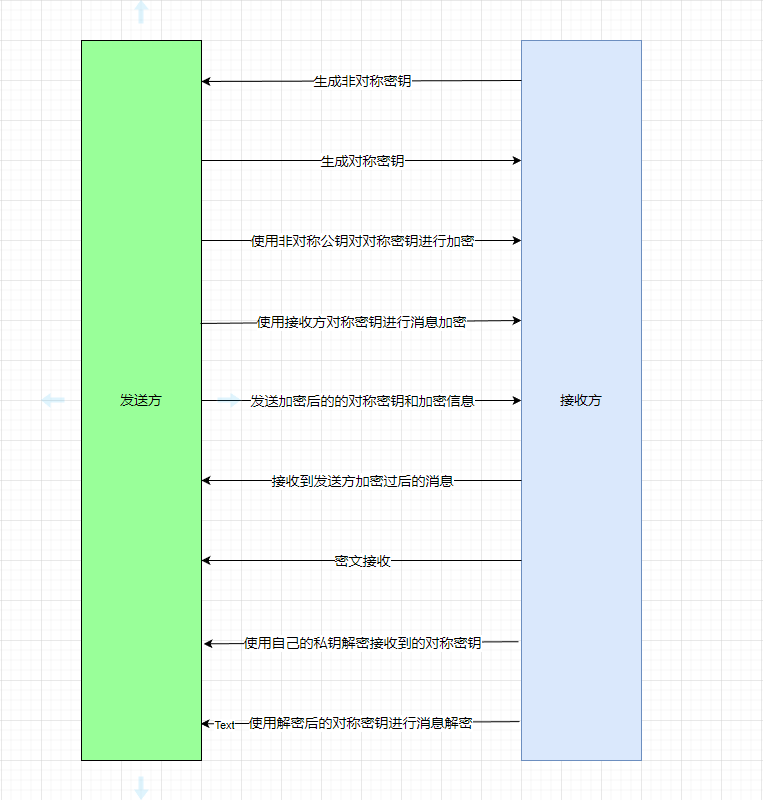 生成非对称密钥
生成对称密钥
使用非对称公钥对对称密钥进行加密
使用接收方对称密钥进行消息加密
发送方
发送加密后的的对称密钥和加密信息
接收方
接收到发送方加密过后的消息
密文接收
使用自己的私钥解密接收到的对称密钥
Text
使用解密后的对称密钥进行消息解密